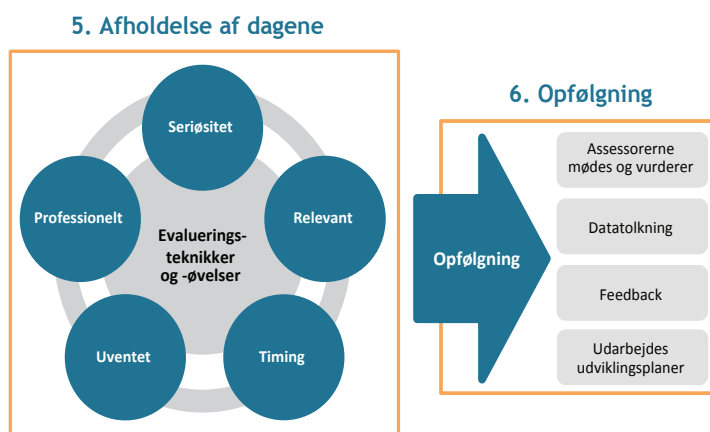 5. Afholdelse af dagene
Seriøsitet
Professionelt
Relevant
Evaluerings-
teknikker
og -øvelser
Uventet
Timing
6. Opfølgning
Opfølgning
Assessorerne
mødes og vurderer
Datatolkning
Feedback
Udarbejdes
udviklingsplaner